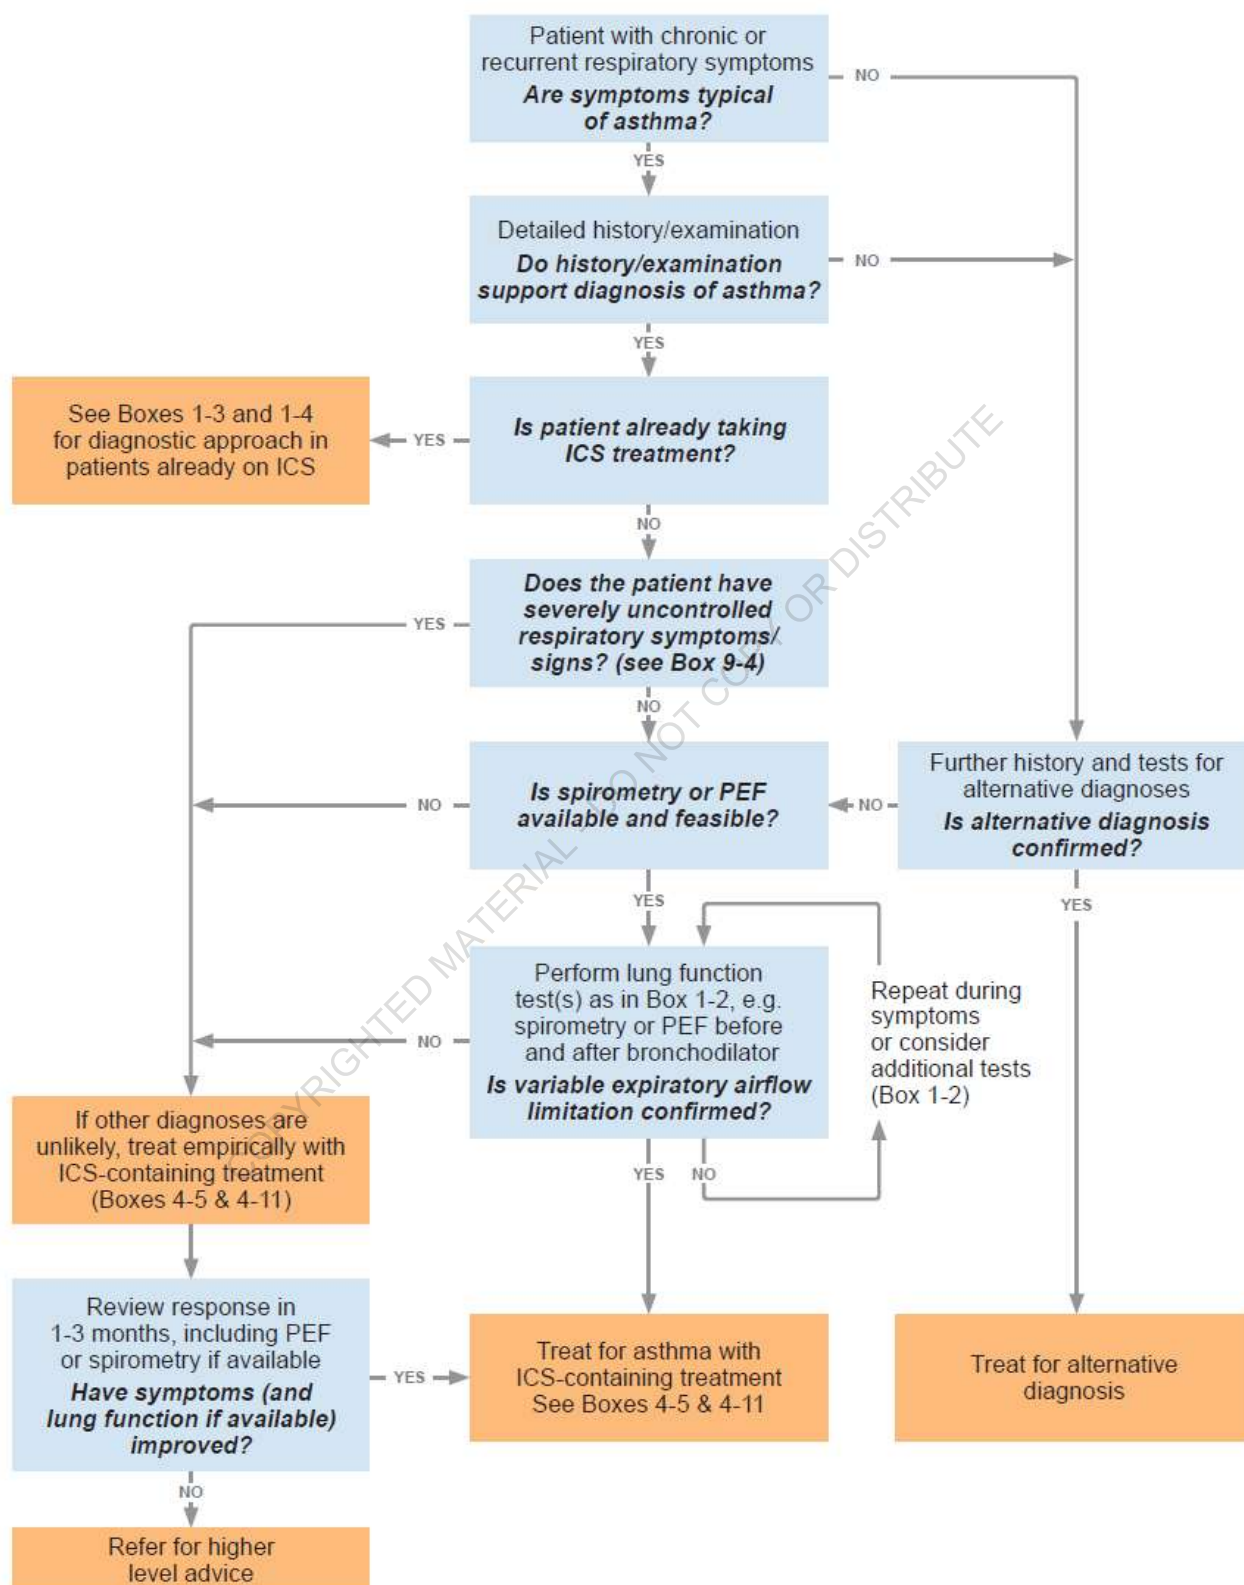 Patient with chronic or
recurrent respiratory symptoms
Are symptoms typical
of asthma?
NO
YES
Detailed history/examination
Do history/examination
support diagnosis of asthma?
NO
YES
See Boxes 1-3 and 1-4
for diagnostic approach in
patients already on ICS
YES
Is patient already taking
ICS treatment?
NO
Does the patient have
severely uncontrolled
respiratory symptoms/
signs? (see Box 9-4)
YES
NO
Is spirometry or PEF
available and feasible?
NO
NO
Further history and tests for
alternative diagnoses
Is alternative diagnosis
confirmed?
YES
YES
Perform lung function
test(s) as in Box 1-2, e.g.
spirometry or PEF before
and after bronchodilator
Is variable expiratory airflow
limitation confirmed?
NO
Repeat during
symptoms
or consider
additional tests
(Box 1-2)
YES
NO
If other diagnoses are
unlikely, treat empirically with
ICS-containing treatment
(Boxes 4-5 & 4-11)
Review response in
1-3 months, including PEF
or spirometry if available
Have symptoms (and
lung function if available)
improved?
YES
Treat for asthma with
ICS-containing treatment
See Boxes 4-5 & 4-11
Treat for alternative
diagnosis
NO
Refer for higher
level advice
COPYRIGHTED MATERIAL - DO NOT COPY OR DISTRIBUTE